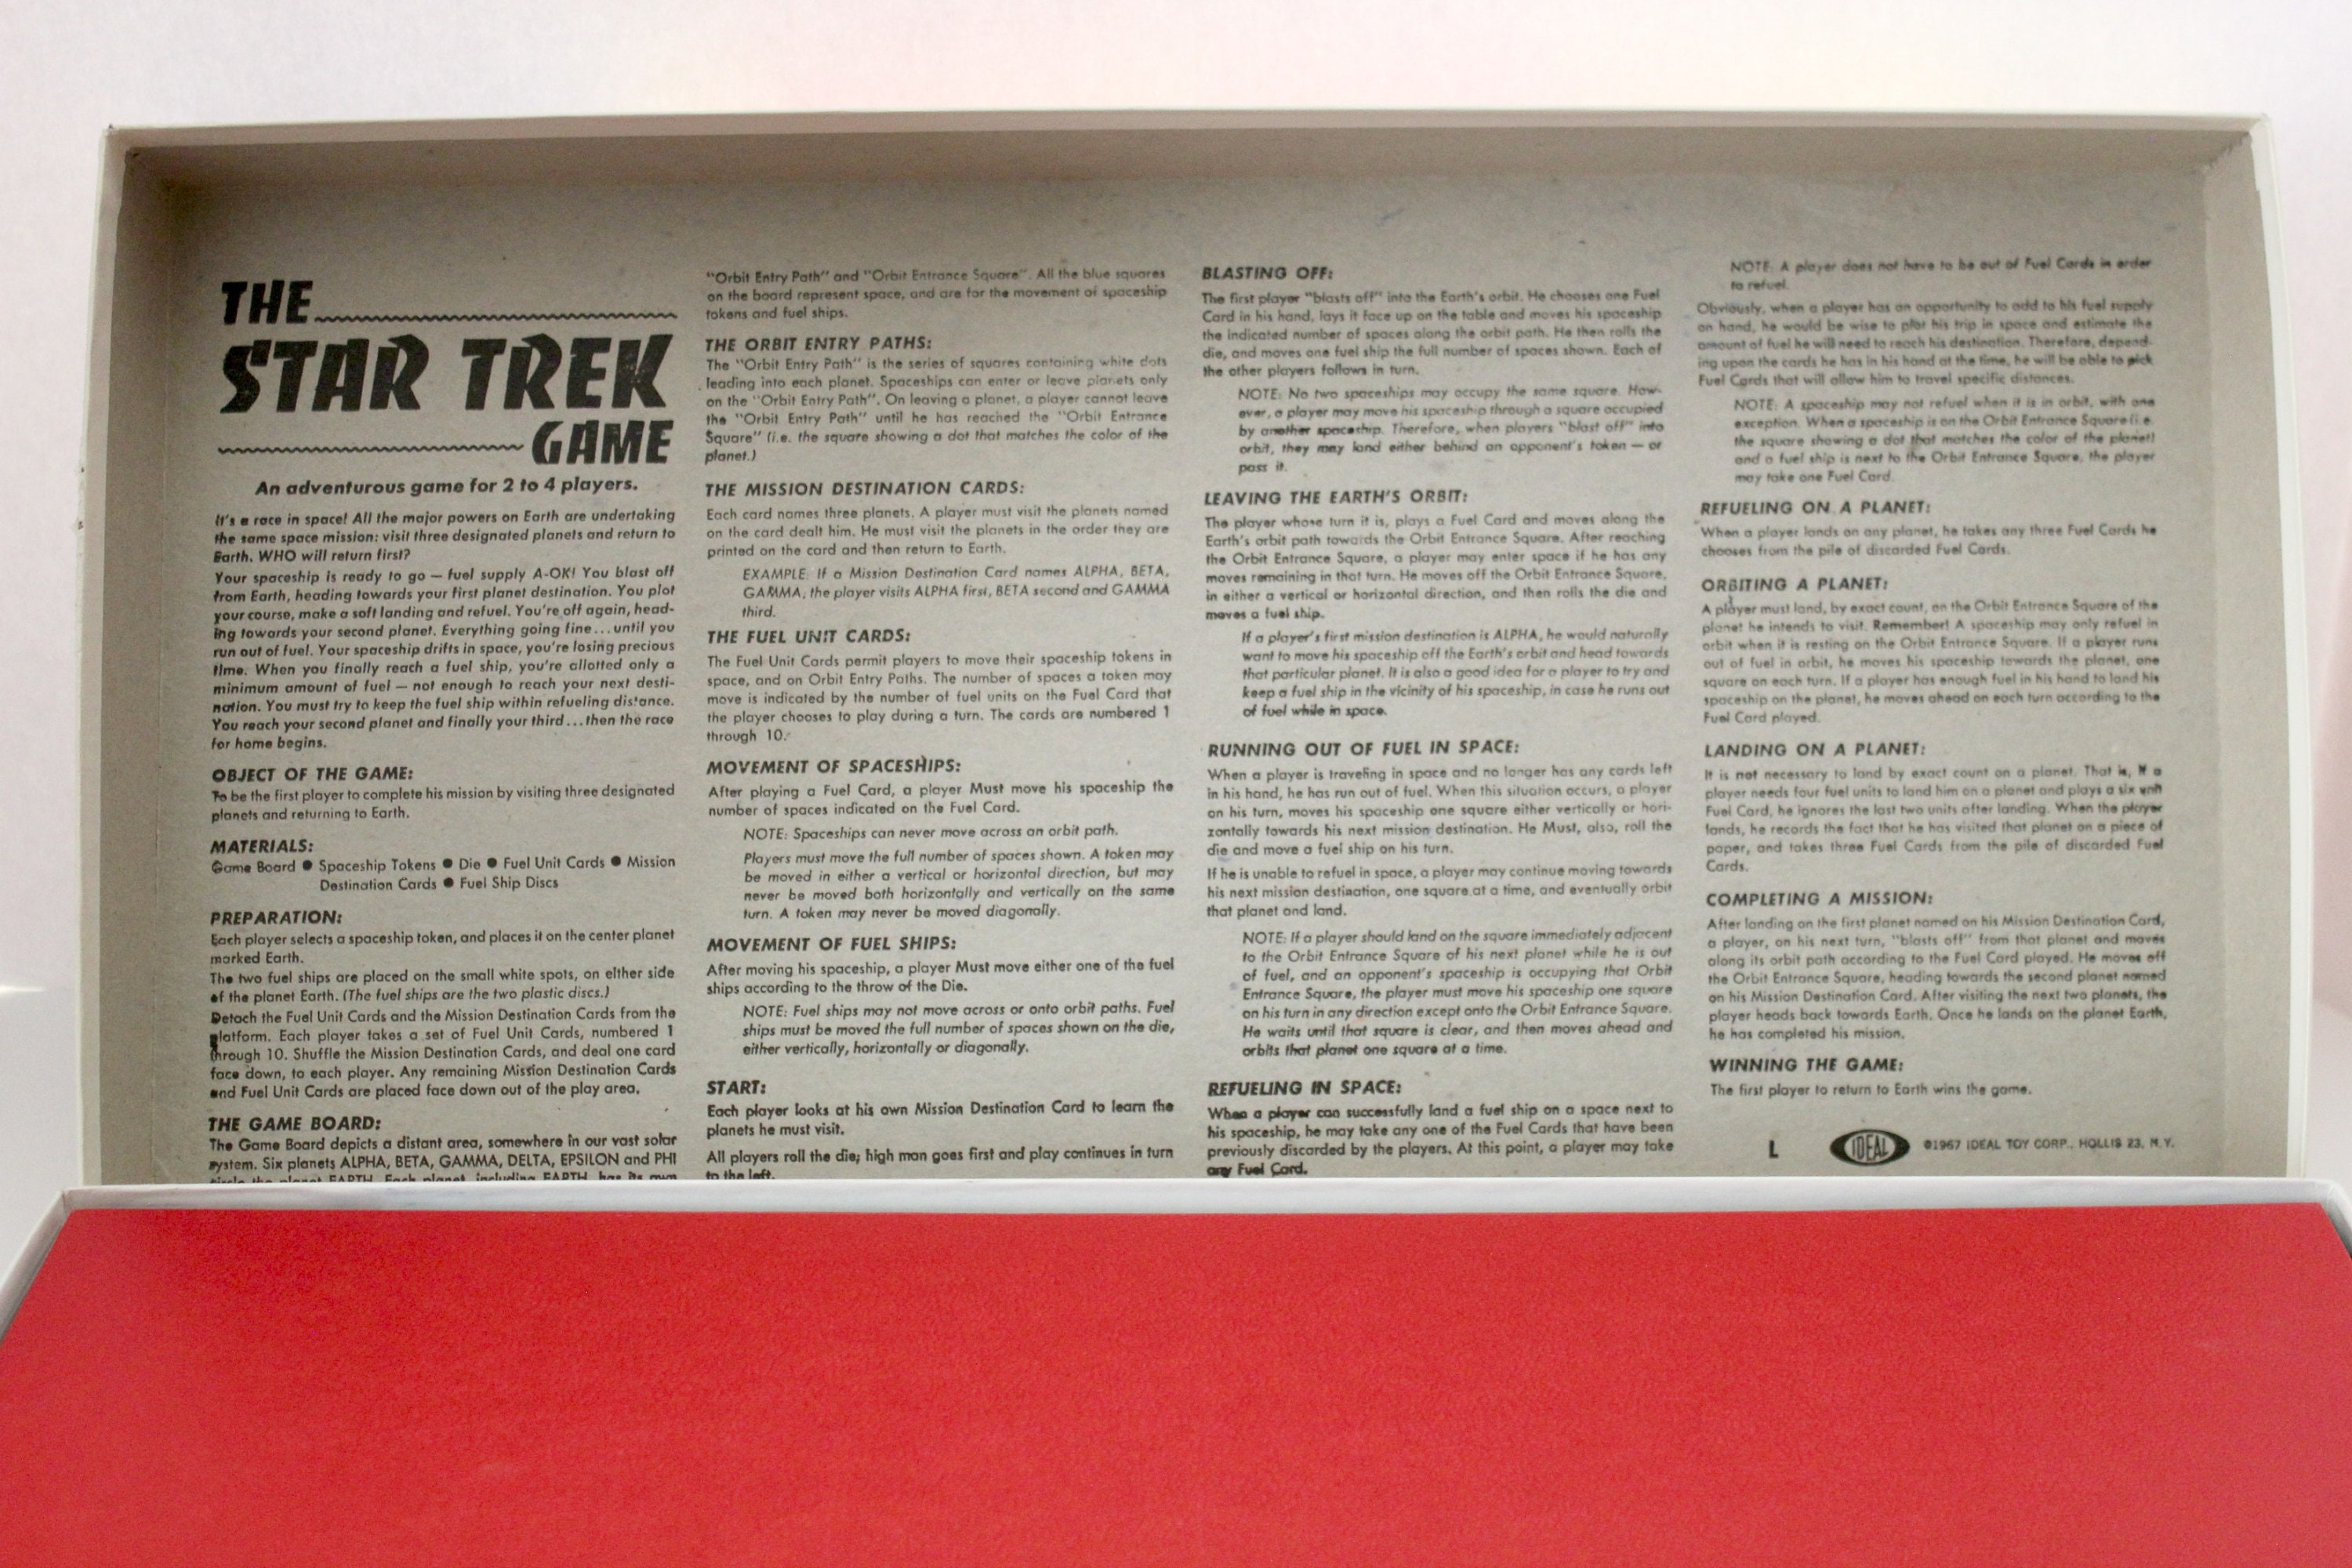 THE
STAR TREK
GAME
An adventurous game for 2 to 4 players.
It's a race in space! All the major powers on Earth are undertaking
the same space mission: visit three designated planets and return to
Earth. WHO will return first?
Your spaceship is ready to go — fuel supply A-OK! You blast off
from Earth, heading towards your first planet destination. You plot
your course, make a soft landing and refuel. You're off again, head-
ing towards your second planet. Everything going fine...until you
run out of fuel. Your spaceship drifts in space, you're losing precious
time. When you finally reach a fuel ship, you're allotted only a
minimum amount of fuel — not enough to reach your next desti-
nation. You must try to keep the fuel ship within refueling distance.
You reach your second planet and finally your third...then the race
for home begins.
OBJECT OF THE GAME:
To be the first player to complete his mission by visiting three designated
planets and returning to Earth.
MATERIALS:
Game Board ● Spaceship Tokens ● Die ● Fuel Unit Cards ● Mission
Destination Cards ● Fuel Ship Discs
PREPARATION:
Each player selects a spaceship token, and places it on the center planet
marked Earth.
The two fuel ships are placed on the small white spots, on either side
of the planet Earth. (The fuel ships are the two plastic discs.)
Detach the Fuel Unit Cards and the Mission Destination Cards from the
platform. Each player takes a set of Fuel Unit Cards, numbered 1
through 10. Shuffle the Mission Destination Cards, and deal one card
face down, to each player. Any remaining Mission Destination Cards
and Fuel Unit Cards are placed face down out of the play area.
THE GAME BOARD:
The Game Board depicts a distant area, somewhere in our vast solar
system. Six planets ALPHA, BETA, GAMMA, DELTA, EPSILON and PHI
circle the planet EARTH. Each planet, including EARTH, has its own
"Orbit Entry Path" and "Orbit Entrance Square". All the blue squares
on the board represent space, and are for the movement of spaceship
tokens and fuel ships.
THE ORBIT ENTRY PATHS:
The "Orbit Entry Path" is the series of squares containing white dots
leading into each planet. Spaceships can enter or leave planets only
on the "Orbit Entry Path". On leaving a planet, a player cannot leave
the "Orbit Entry Path" until he has reached the "Orbit Entrance
Square" (i.e. the square showing a dot that matches the color of the
planet.)
THE MISSION DESTINATION CARDS:
Each card names three planets. A player must visit the planets named
on the card dealt him. He must visit the planets in the order they are
printed on the card and then return to Earth.
EXAMPLE: If a Mission Destination Card names ALPHA, BETA,
GAMMA, the player visits ALPHA first, BETA second and GAMMA
third.
THE FUEL UNIT CARDS:
The Fuel Unit Cards permit players to move their spaceship tokens in
space, and on Orbit Entry Paths. The number of spaces a token may
move is indicated by the number of fuel units on the Fuel Card that
the player chooses to play during a turn. The cards are numbered 1
through 10.
MOVEMENT OF SPACESHIPS:
After playing a Fuel Card, a player Must move his spaceship the
number of spaces indicated on the Fuel Card.
NOTE: Spaceships can never move across an orbit path.
Players must move the full number of spaces shown. A token may
be moved in either a vertical or horizontal direction, but may
never be moved both horizontally and vertically on the same
turn. A token may never be moved diagonally.
MOVEMENT OF FUEL SHIPS:
After moving his spaceship, a player Must move either one of the fuel
ships according to the throw of the Die.
NOTE: Fuel ships may not move across or onto orbit paths. Fuel
ships must be moved the full number of spaces shown on the die,
either vertically, horizontally or diagonally.
START:
Each player looks at his own Mission Destination Card to learn the
planets he must visit.
All players roll the die; high man goes first and play continues in turn
to the left.
BLASTING OFF:
The first player "blasts off" into the Earth's orbit. He chooses one Fuel
Card in his hand, lays it face up on the table and moves his spaceship
the indicated number of spaces along the orbit path. He then rolls the
die, and moves one fuel ship the full number of spaces shown. Each of
the other players follows in turn.
NOTE: No two spaceships may occupy the same square. How-
ever, a player may move his spaceship through a square occupied
by another spaceship. Therefore, when players "blast off" into
orbit, they may land either behind an opponent's token — or
pass it.
LEAVING THE EARTH'S ORBIT:
The player whose turn it is, plays a Fuel Card and moves along the
Earth's orbit path towards the Orbit Entrance Square. After reaching
the Orbit Entrance Square, a player may enter space if he has any
moves remaining in that turn. He moves off the Orbit Entrance Square,
in either a vertical or horizontal direction, and then rolls the die and
moves a fuel ship.
If a player's first mission destination is ALPHA, he would naturally
want to move his spaceship off the Earth's orbit and head towards
that particular planet. It is also a good idea for a player to try and
keep a fuel ship in the vicinity of his spaceship, in case he runs out
of fuel while in space.
RUNNING OUT OF FUEL IN SPACE:
When a player is traveling in space and no longer has any cards left
in his hand, he has run out of fuel. When this situation occurs, a player
on his turn, moves his spaceship one square either vertically or hori-
zontally towards his next mission destination. He Must, also, roll the
die and move a fuel ship on his turn.
If he is unable to refuel in space, a player may continue moving towards
his next mission destination, one square at a time, and eventually orbit
that planet and land.
NOTE: If a player should land on the square immediately adjacent
to the Orbit Entrance Square of his next planet while he is out
of fuel, and an opponent's spaceship is occupying that Orbit
Entrance Square, the player must move his spaceship one square
on his turn in any direction except onto the Orbit Entrance Square.
He waits until that square is clear, and then moves ahead and
orbits that planet one square at a time.
REFUELING IN SPACE:
When a player can successfully land a fuel ship on a space next to
his spaceship, he may take any one of the Fuel Cards that have been
previously discarded by the players. At this point, a player may take
any Fuel Card.
NOTE: A player does not have to be out of Fuel Cards in order
to refuel.
Obviously, when a player has an opportunity to add to his fuel supply
on hand, he would be wise to plot his trip in space and estimate the
amount of fuel he will need to reach his destination. Therefore, depend-
ing upon the cards he has in his hand at the time, he will be able to pick
Fuel Cards that will allow him to travel specific distances.
NOTE: A spaceship may not refuel when it is in orbit, with one
exception. When a spaceship is on the Orbit Entrance Square (i.e.
the square showing a dot that matches the color of the planet)
and a fuel ship is next to the Orbit Entrance Square, the player
may take one Fuel Card.
REFUELING ON A PLANET:
When a player lands on any planet, he takes any three Fuel Cards he
chooses from the pile of discarded Fuel Cards.
ORBITING A PLANET:
A player must land, by exact count, on the Orbit Entrance Square of the
planet he intends to visit. Remember! A spaceship may only refuel in
orbit when it is resting on the Orbit Entrance Square. If a player runs
out of fuel in orbit, he moves his spaceship towards the planet, one
square on each turn. If a player has enough fuel in his hand to land his
spaceship on the planet, he moves ahead on each turn according to the
Fuel Card played.
LANDING ON A PLANET:
It is not necessary to land by exact count on a planet. That is, if a
player needs four fuel units to land him on a planet and plays a six unit
Fuel Card, he ignores the last two units after landing. When the player
lands, he records the fact that he has visited that planet on a piece of
paper, and takes three Fuel Cards from the pile of discarded Fuel
Cards.
COMPLETING A MISSION:
After landing on the first planet named on his Mission Destination Card,
a player, on his next turn, "blasts off" from that planet and moves
along its orbit path according to the Fuel Card played. He moves off
the Orbit Entrance Square, heading towards the second planet named
on his Mission Destination Card. After visiting the next two planets, the
player heads back towards Earth. Once he lands on the planet Earth,
he has completed his mission.
WINNING THE GAME:
The first player to return to Earth wins the game.
L IDEAL ©1967 IDEAL TOY CORP., HOLLIS 23, N.Y.